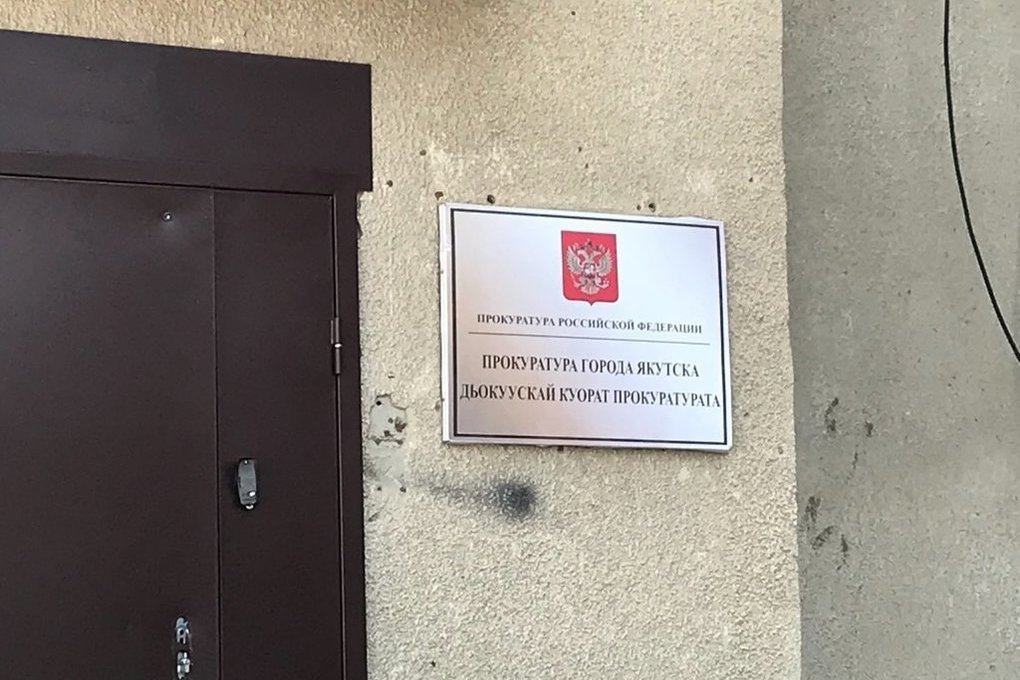 ПРОКУРАТУРА РОССИЙСКОЙ ФЕДЕРАЦИИ
ПРОКУРАТУРА ГОРОДА ЯКУТСКА
ДЬОКУУСКАЙ КУОРАТ ПРОКУРАТУРАТА